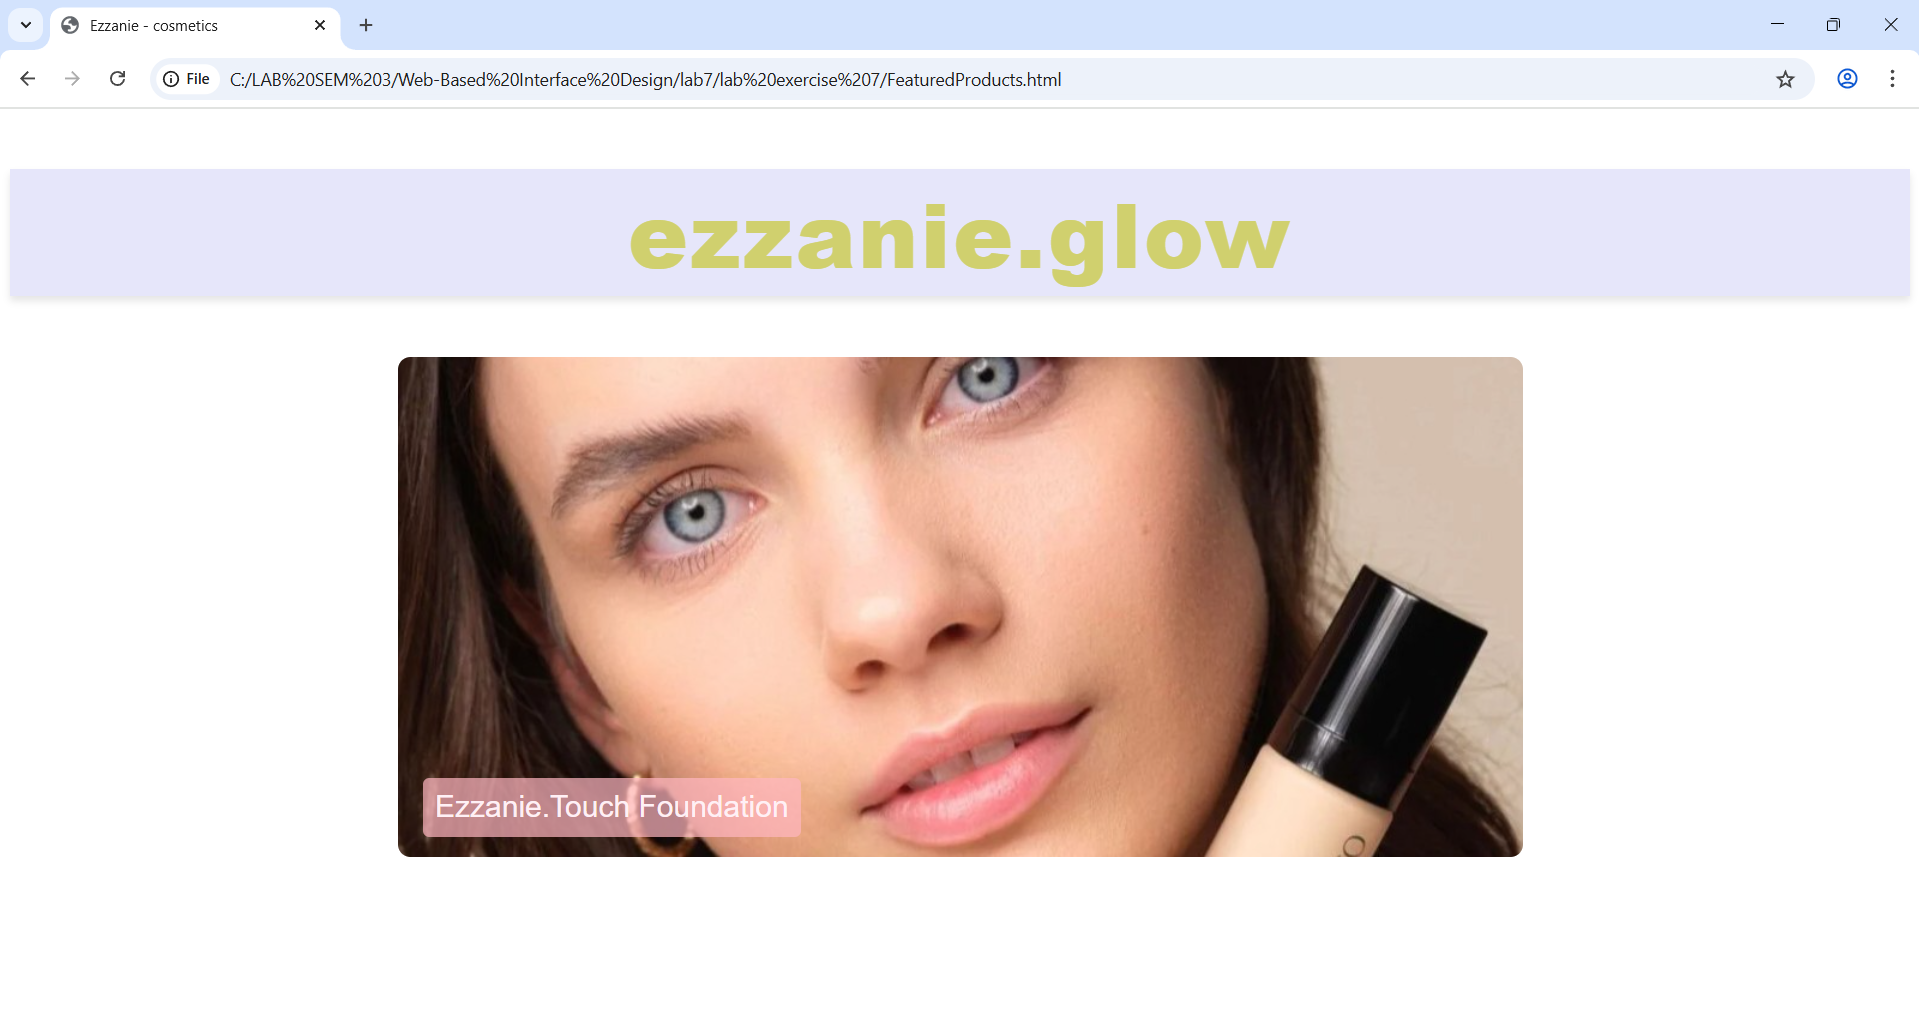 Ezzanie - cosmetics
File
C:/LAB%20SEM%203/Web-Based%20Interface%20Design/lab7/lab%20exercise%207/FeaturedProducts.html
ezzanie.glow
Ezzanie.Touch Foundation